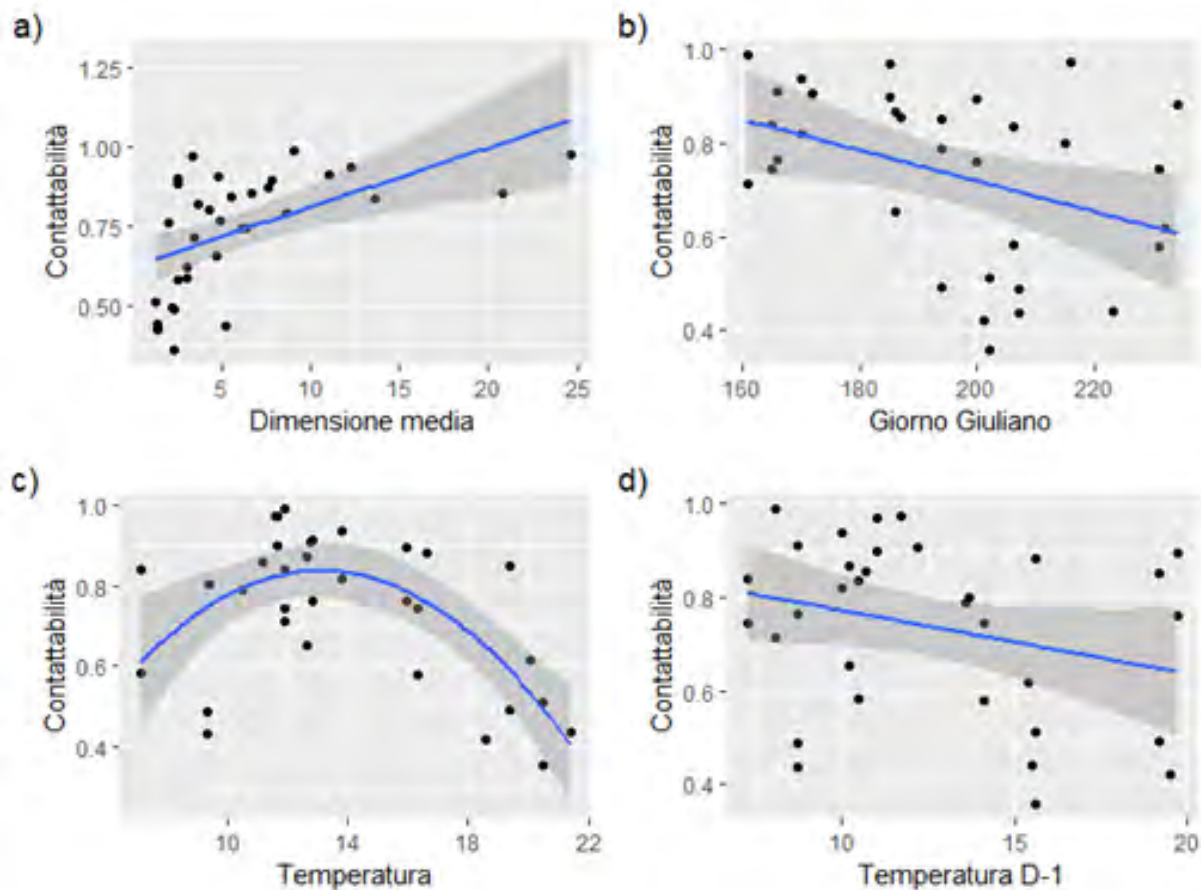 a)
1.25
1.00
0.75
0.50
Contattabilità
5 10 15 20 25
Dimensione media
b)
1.0
0.8
0.6
0.4
Contattabilità
160 180 200 220
Giorno Giuliano
c)
1.0
0.8
0.6
0.4
Contattabilità
10 14 18 22
Temperatura
d)
1.0
0.8
0.6
0.4
Contattabilità
10 15 20
Temperatura D-1